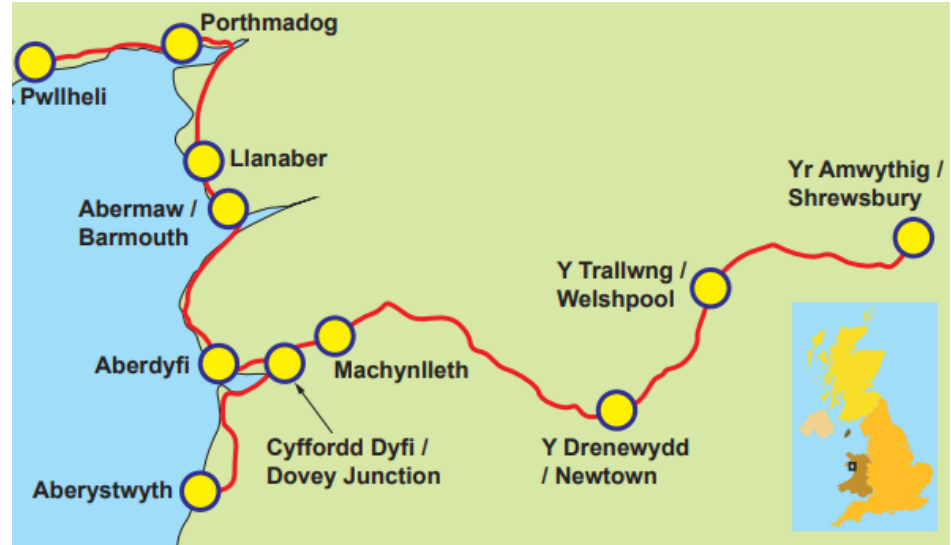 Porthmadog
Pwllheli
Llanaber
Abermaw /
Barmouth
Yr Amwythig /
Shrewsbury
Y Trallwng /
Welshpool
Aberdyfi
Machynlleth
Cyffordd Dyfi /
Dovey Junction
Y Drenewydd
/ Newtown
Aberystwyth